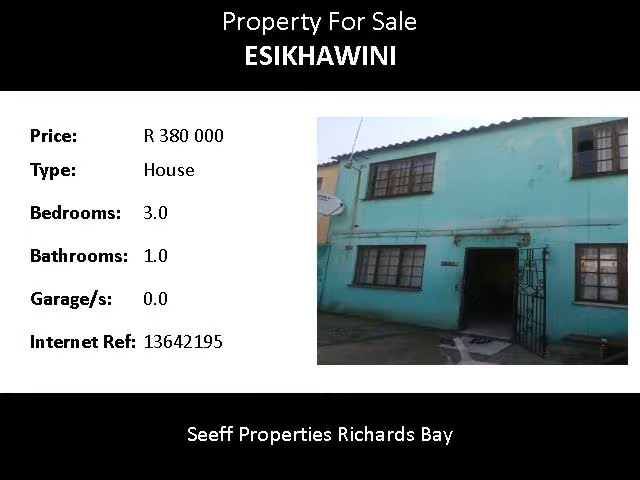 Property For Sale
ESIKHAWINI
Price: R 380 000
Type: House
Bedrooms: 3.0
Bathrooms: 1.0
Garage/s: 0.0
Internet Ref: 13642195
Seeff Properties Richards Bay